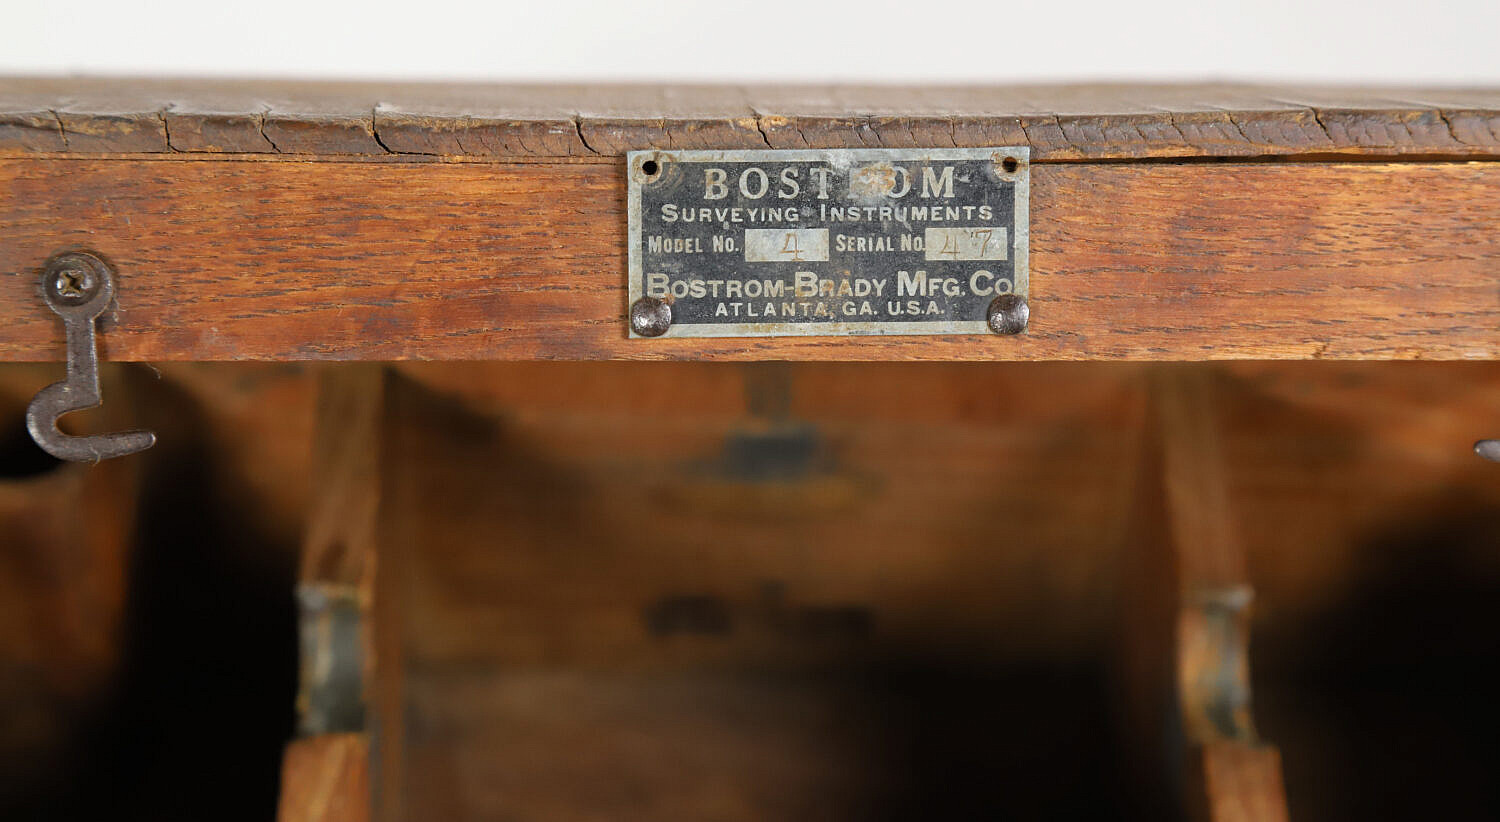 BOSTROM
SURVEYING INSTRUMENTS
MODEL NO. 4 SERIAL NO. 47
BOSTROM-BRADY MFG. CO.
ATLANTA, GA. U.S.A.